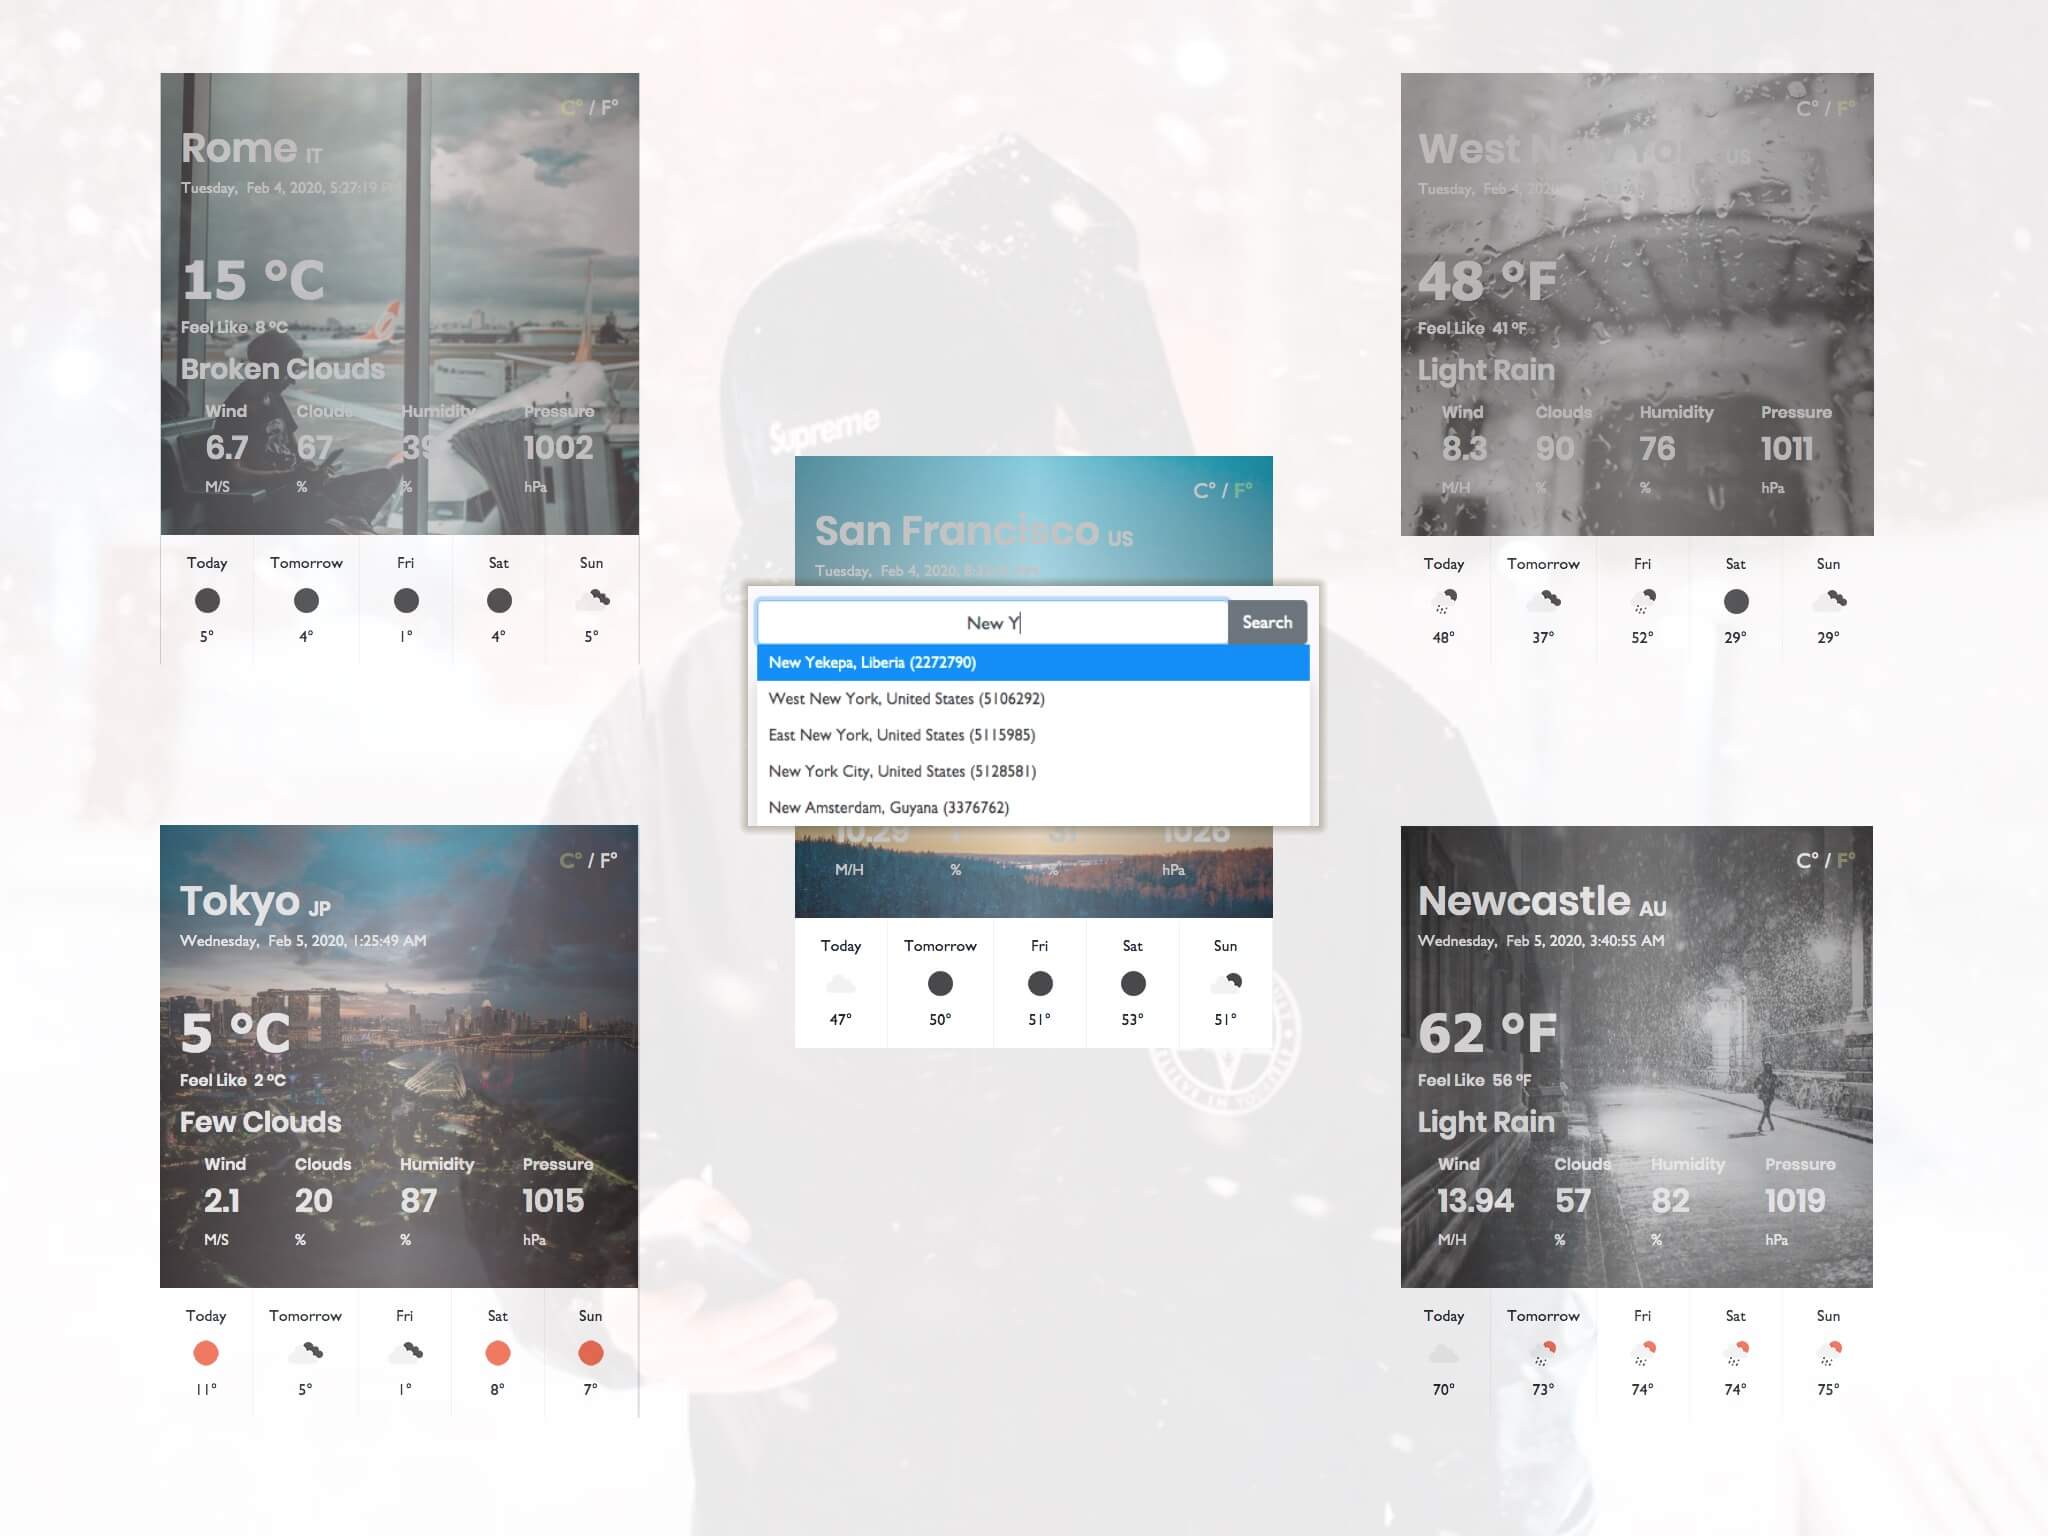 C° / F°
Rome IT
Tuesday, Feb 4, 2020, 5:27:19
15 °C
Feel Like 8 °C
Broken Clouds
Wind Clouds Humidity Pressure
6.7 67 39 1002
M/S % % hPa
Today Tomorrow Fri Sat Sun
5° 4° 1° 4° 5°
C° / F°
West New York US
Tuesday, Feb 4, 2020
48 °F
Feel Like 41 °F
Light Rain
Wind Clouds Humidity Pressure
8.3 90 76 1011
M/H % % hPa
Today Tomorrow Fri Sat Sun
48° 37° 52° 29° 29°
Supreme
C° / F°
San Francisco US
Tuesday, Feb 4, 2020,
New Y
Search
New Yekepa, Liberia (2272790)
West New York, United States (5106292)
East New York, United States (5115985)
New York City, United States (5128581)
New Amsterdam, Guyana (3376762)
10.29 1026
M/H % % hPa
Today Tomorrow Fri Sat Sun
47° 50° 51° 53° 51°
C° / F°
Tokyo JP
Wednesday, Feb 5, 2020, 1:25:49 AM
5 °C
Feel Like 2 °C
Few Clouds
Wind Clouds Humidity Pressure
2.1 20 87 1015
M/S % % hPa
Today Tomorrow Fri Sat Sun
11° 5° 1° 8° 7°
C° / F°
Newcastle AU
Wednesday, Feb 5, 2020, 3:40:55 AM
62 °F
Feel Like 56 °F
Light Rain
Wind Clouds Humidity Pressure
13.94 57 82 1019
M/H % % hPa
Today Tomorrow Fri Sat Sun
70° 73° 74° 74° 75°